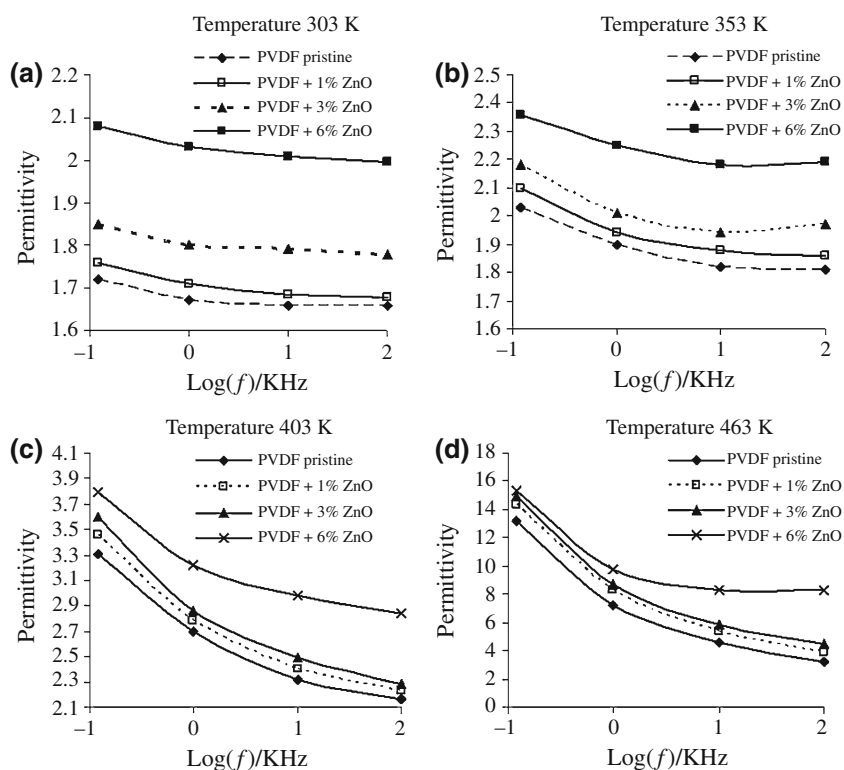 Temperature 303 K
(a)
PVDF pristine
PVDF + 1% ZnO
PVDF + 3% ZnO
PVDF + 6% ZnO
2.2
2.1
2
1.9
1.8
1.7
1.6
Permittivity
–1
0
1
2
Log(f)/KHz
Temperature 353 K
(b)
PVDF pristine
PVDF + 1% ZnO
PVDF + 3% ZnO
PVDF + 6% ZnO
2.5
2.4
2.3
2.2
2.1
2
1.9
1.8
1.7
1.6
Permittivity
–1
0
1
2
Log(f)/KHz
Temperature 403 K
(c)
PVDF pristine
PVDF + 1% ZnO
PVDF + 3% ZnO
PVDF + 6% ZnO
4.1
3.9
3.7
3.5
3.3
3.1
2.9
2.7
2.5
2.3
2.1
Permittivity
–1
0
1
2
Log(f)/KHz
Temperature 463 K
(d)
PVDF pristine
PVDF + 1% ZnO
PVDF + 3% ZnO
PVDF + 6% ZnO
18
16
14
12
10
8
6
4
2
0
Permittivity
–1
0
1
2
Log(f)/KHz